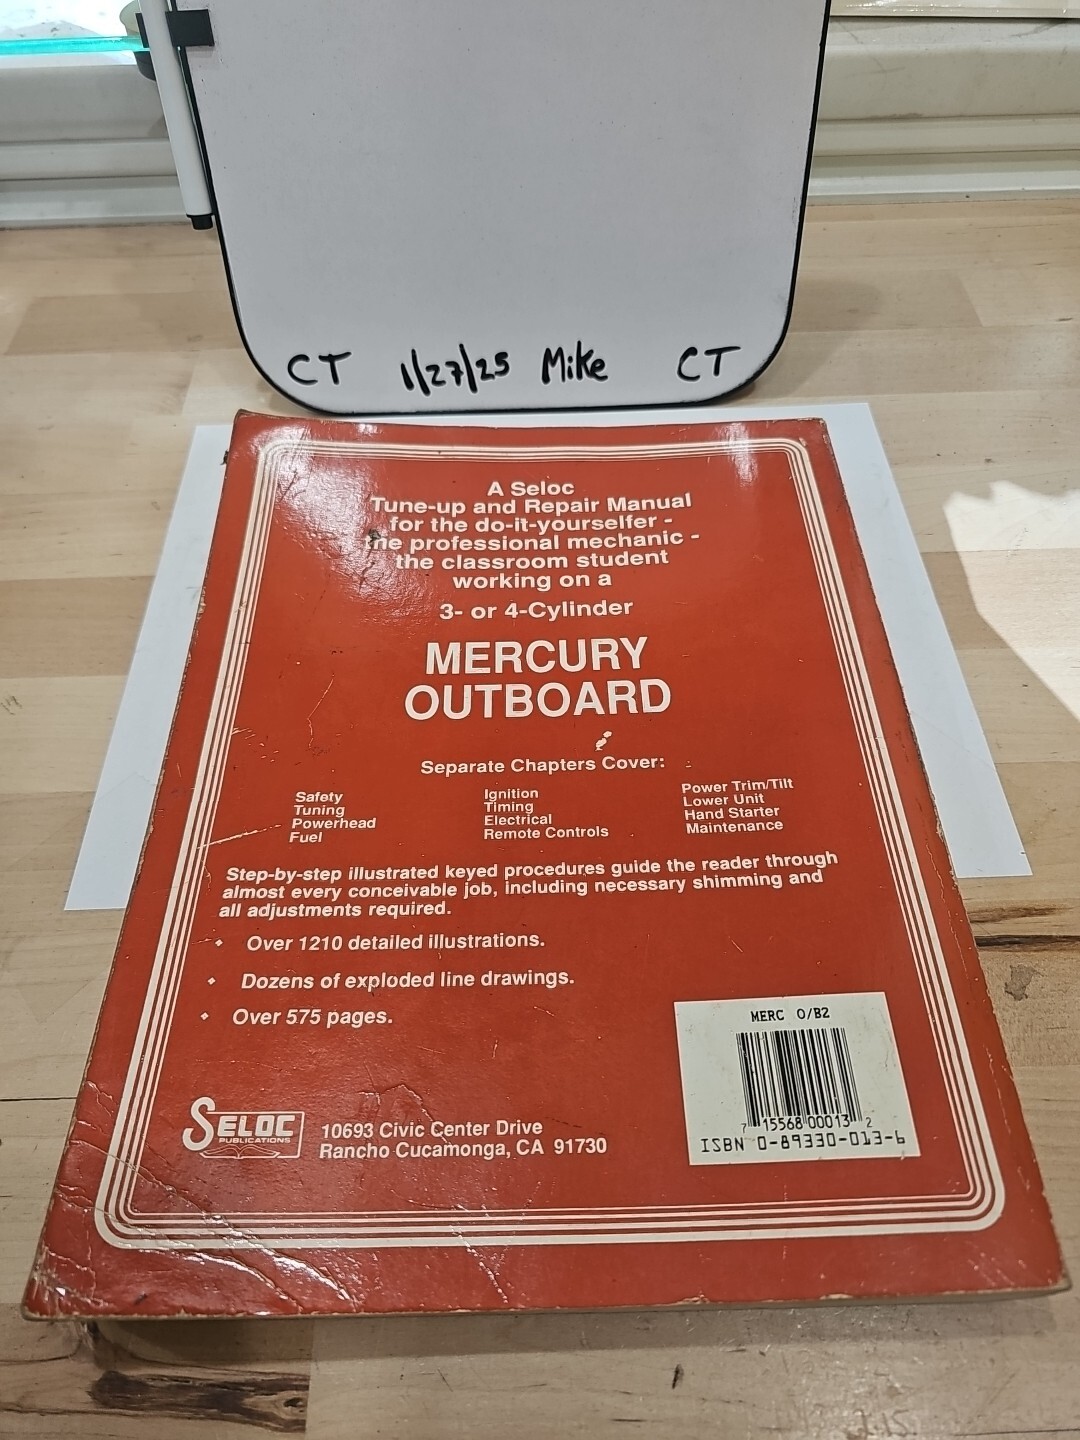 CT 1/27/25 Mike CT
A Seloc
Tune-up and Repair Manual
for the do-it-yourselfer -
the professional mechanic -
the classroom student
working on a
3- or 4-Cylinder
MERCURY
OUTBOARD
Separate Chapters Cover:
Safety
Tuning
Powerhead
Fuel
Ignition
Timing
Electrical
Remote Controls
Power Trim/Tilt
Lower Unit
Hand Starter
Maintenance
Step-by-step illustrated keyed procedures guide the reader through
almost every conceivable job, including necessary shimming and
all adjustments required.
• Over 1210 detailed illustrations.
• Dozens of exploded line drawings.
• Over 575 pages.
SELOC
PUBLICATIONS
10693 Civic Center Drive
Rancho Cucamonga, CA 91730
MERC O/B2
7 15568 00013 2
ISBN 0-89330-013-6